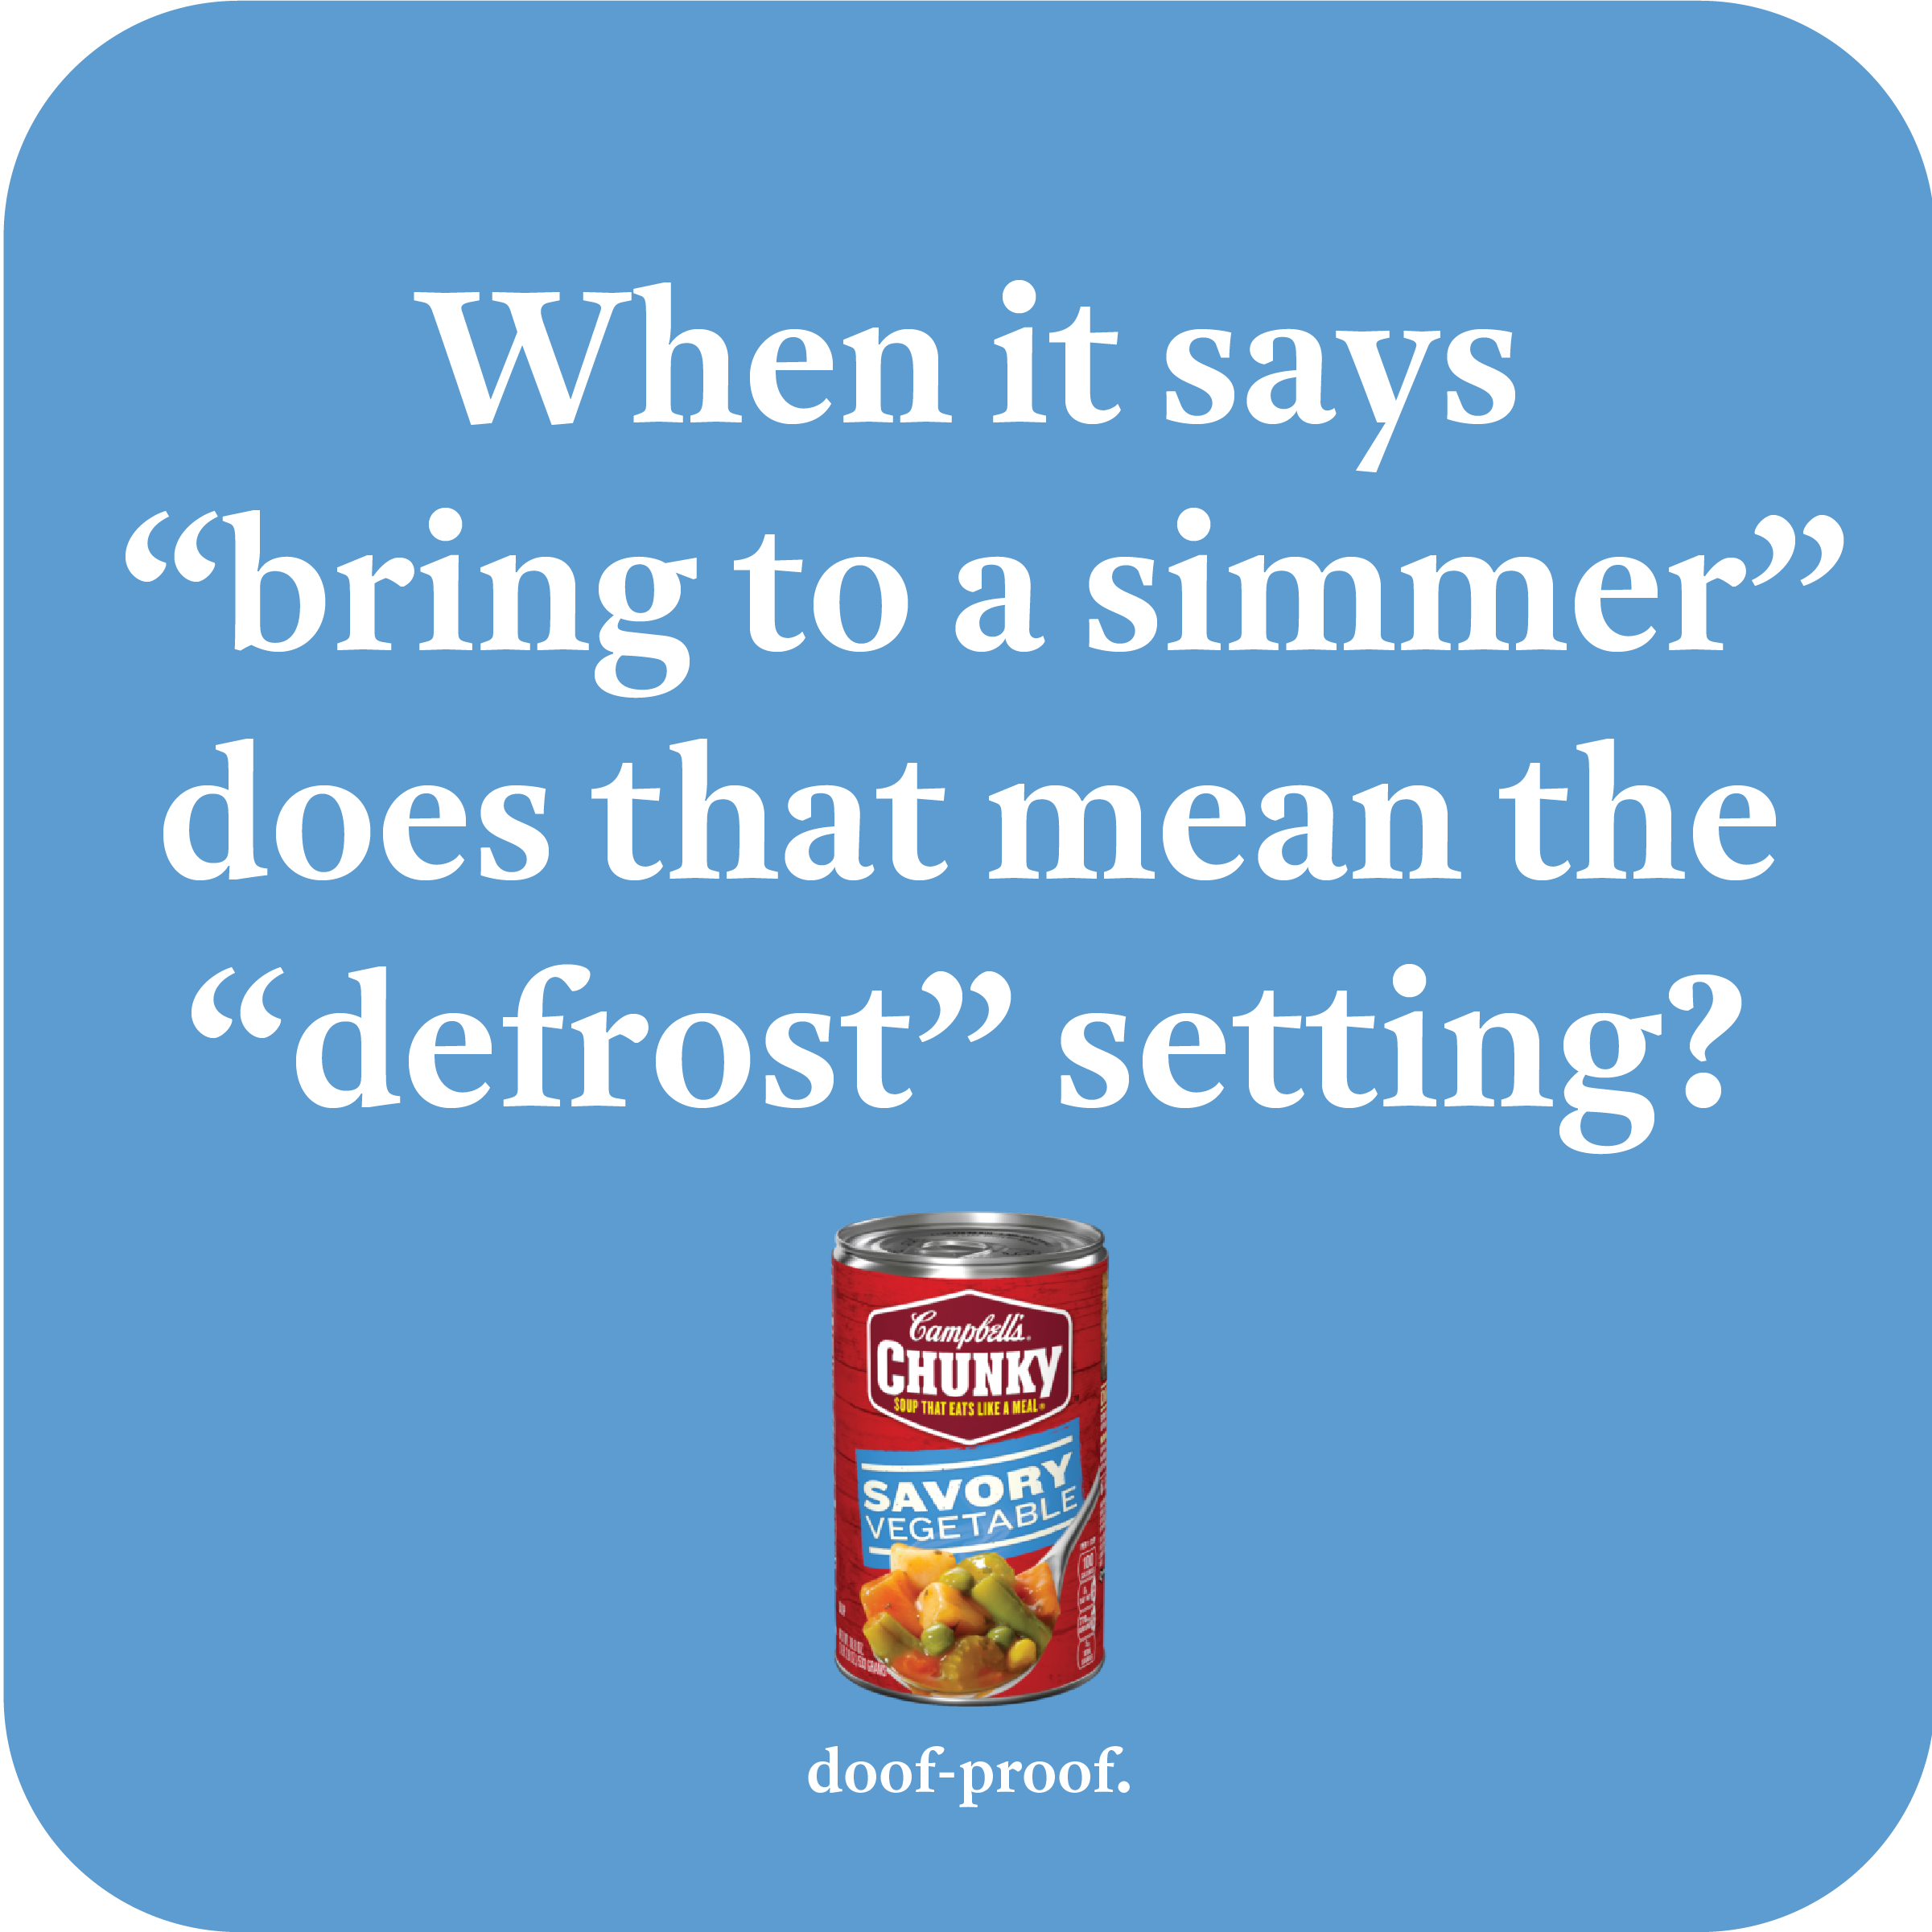 When it says
“bring to a simmer”
does that mean the
“defrost” setting?
Campbell's
CHUNKY
SOUP THAT EATS LIKE A MEAL®
SAVORY
VEGETABLE
doof-proof.